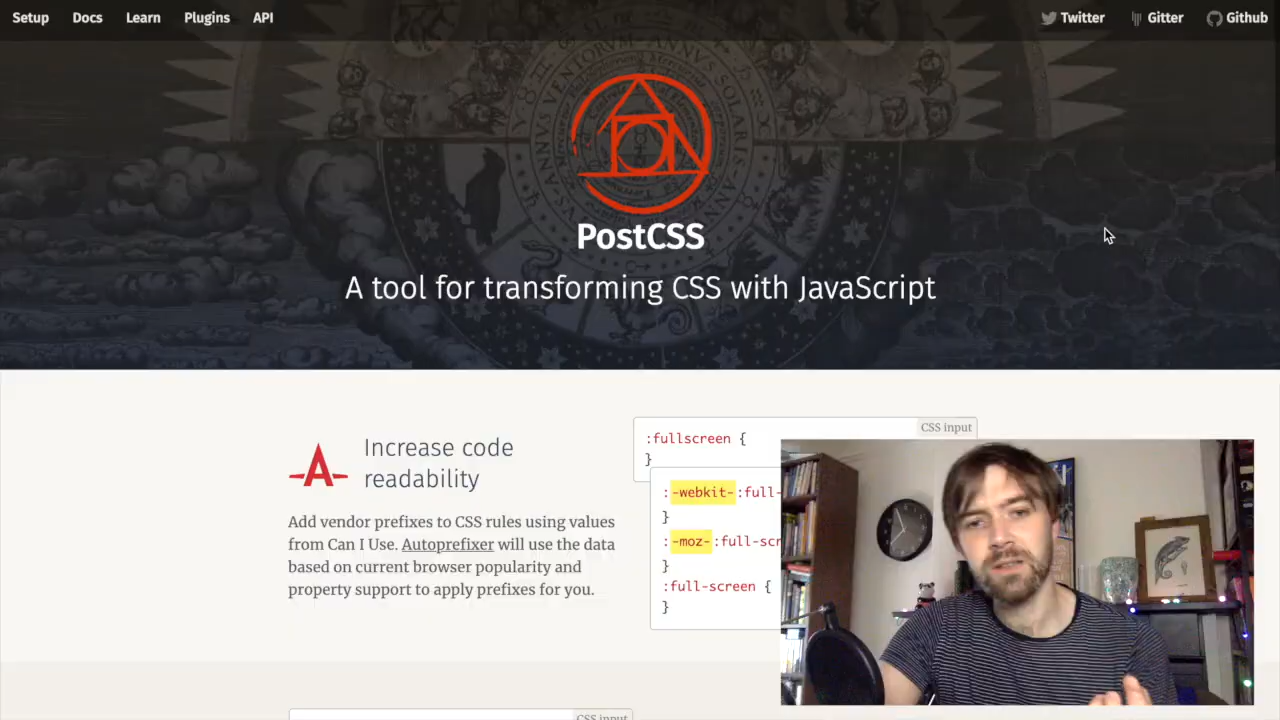 Setup Docs Learn Plugins API
Twitter Gitter Github
PostCSS
A tool for transforming CSS with JavaScript
Increase code
readability
Add vendor prefixes to CSS rules using values
from Can I Use. Autoprefixer will use the data
based on current browser popularity and
property support to apply prefixes for you.
CSS input
:fullscreen {
}
:-webkit-:full-
}
:-moz-:full-scr
}
:full-screen {
}
CSS input